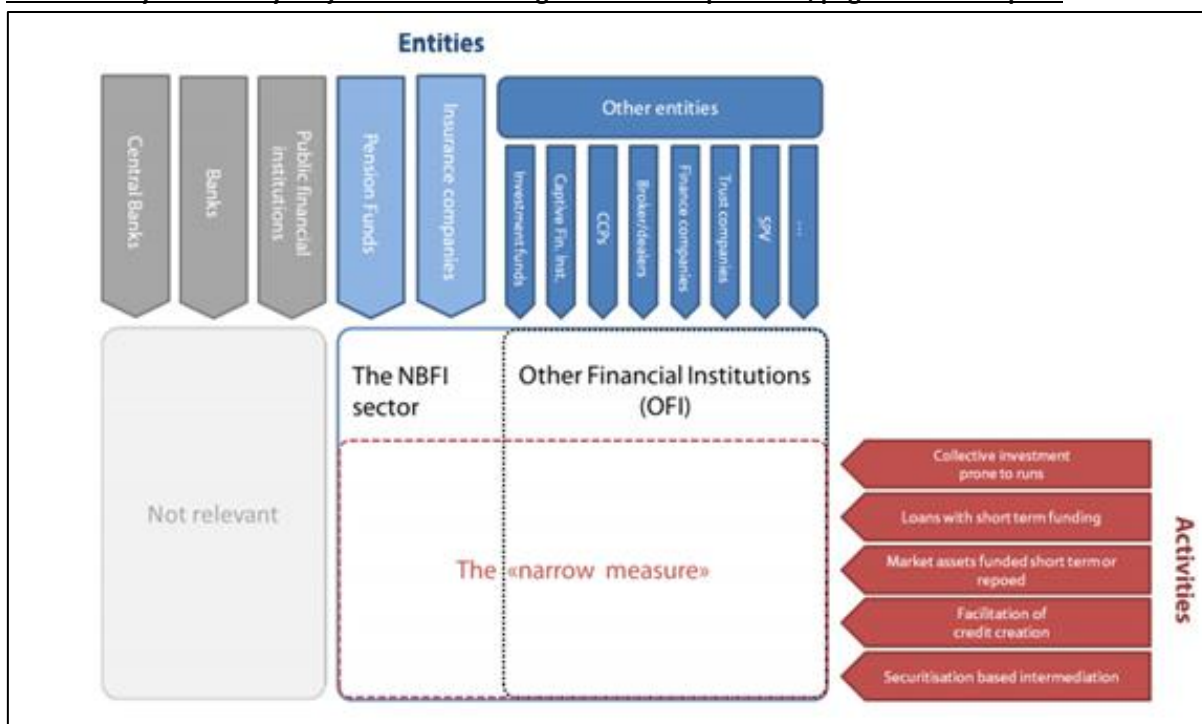 Entities
Central Banks
Banks
Public financial
institutions
Pension Funds
Insurance companies
Other entities
Investment funds
Captive Fin. Inst.
CCPs
Broker/dealers
Finance companies
Trust companies
SPV
...
The NBFI
sector
Other Financial Institutions
(OFI)
Not relevant
The «narrow measure»
Collective investment
prone to runs
Loans with short term funding
Market assets funded short term or
repoed
Facilitation of
credit creation
Securitisation based intermediation
Activities